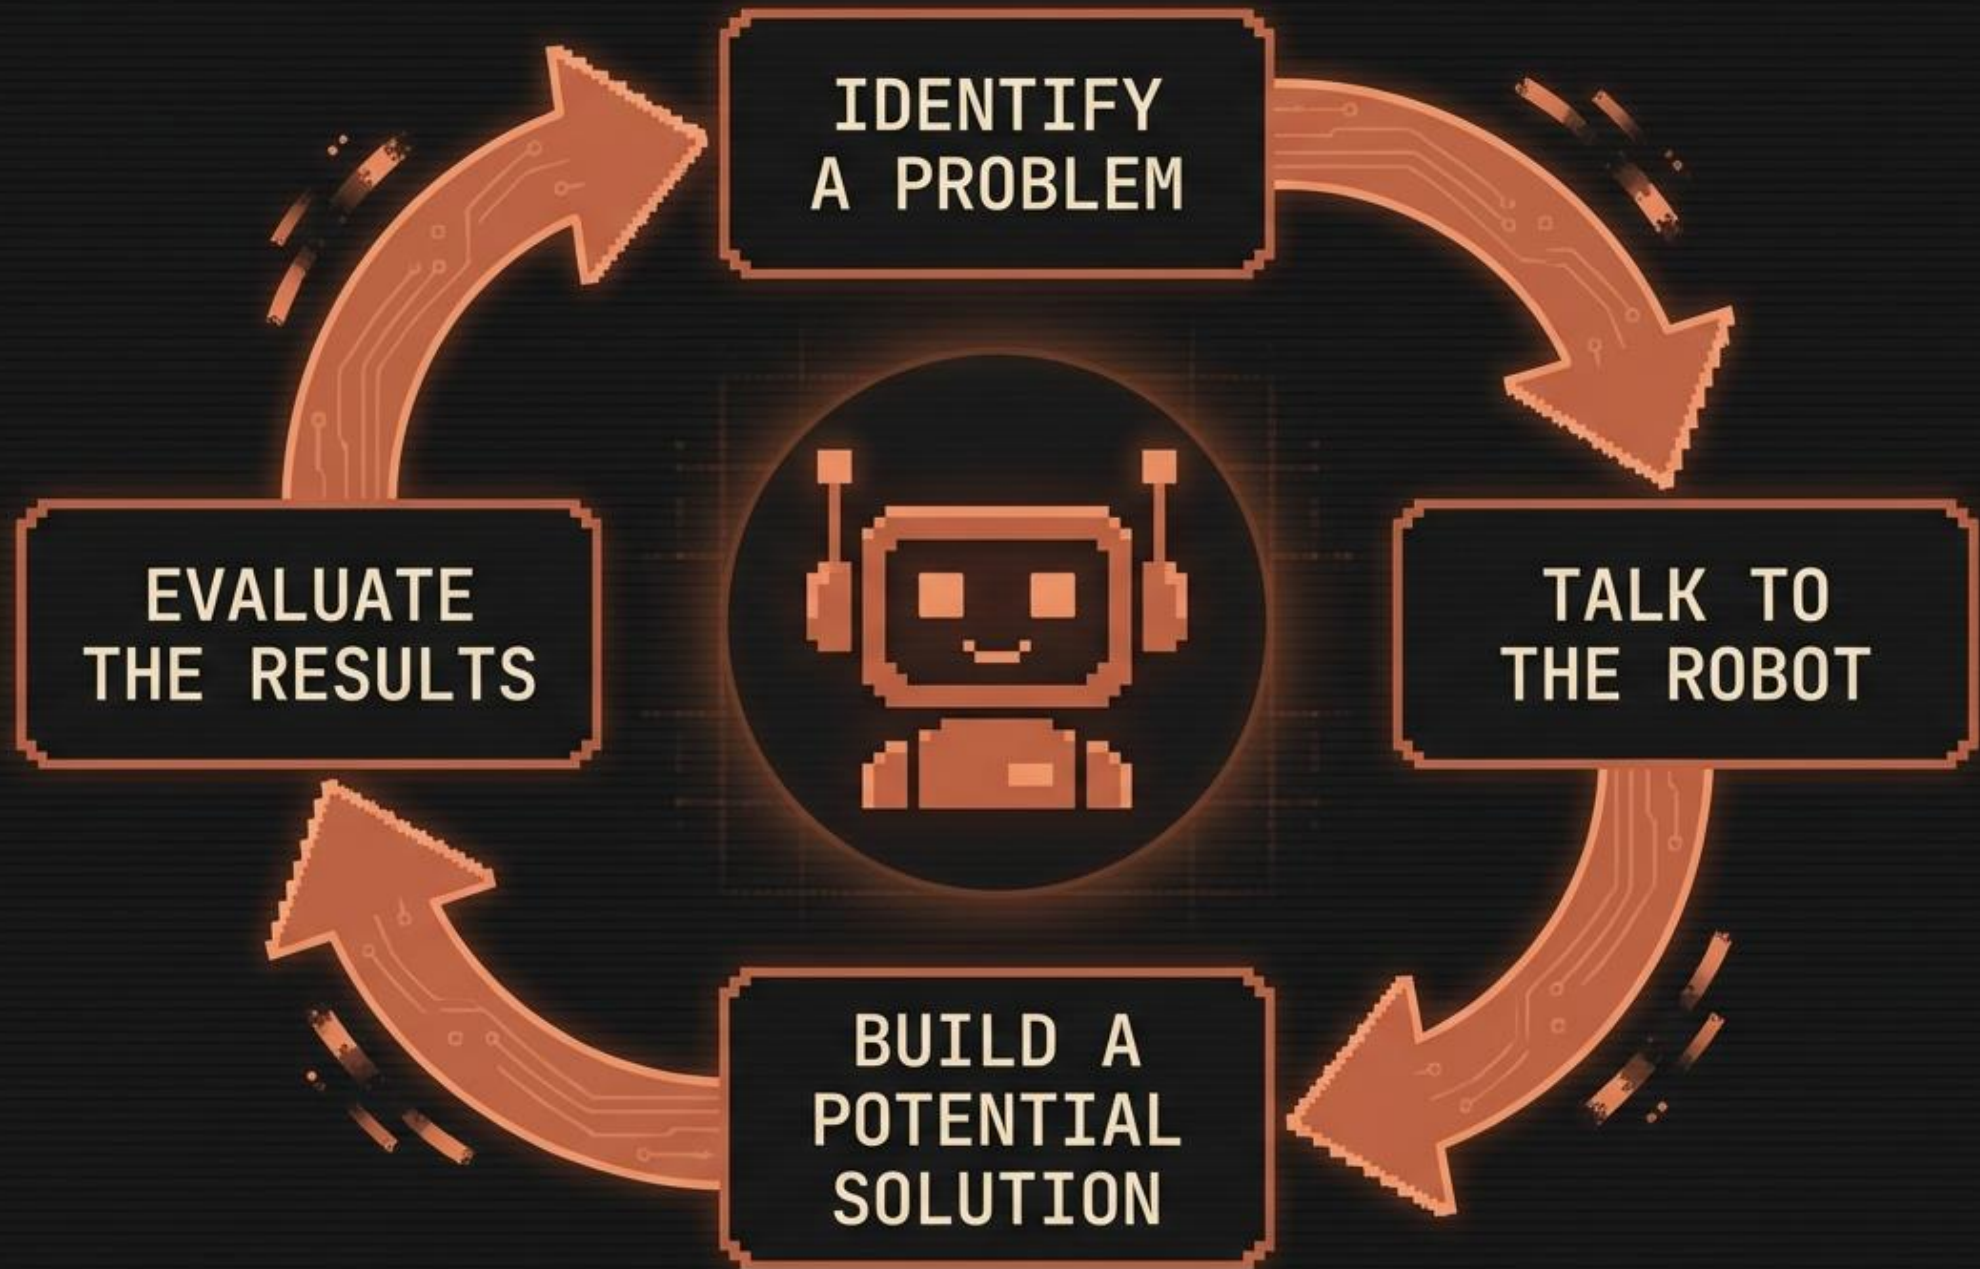 IDENTIFY
A PROBLEM
TALK TO
THE ROBOT
BUILD A
POTENTIAL
SOLUTION
EVALUATE
THE RESULTS